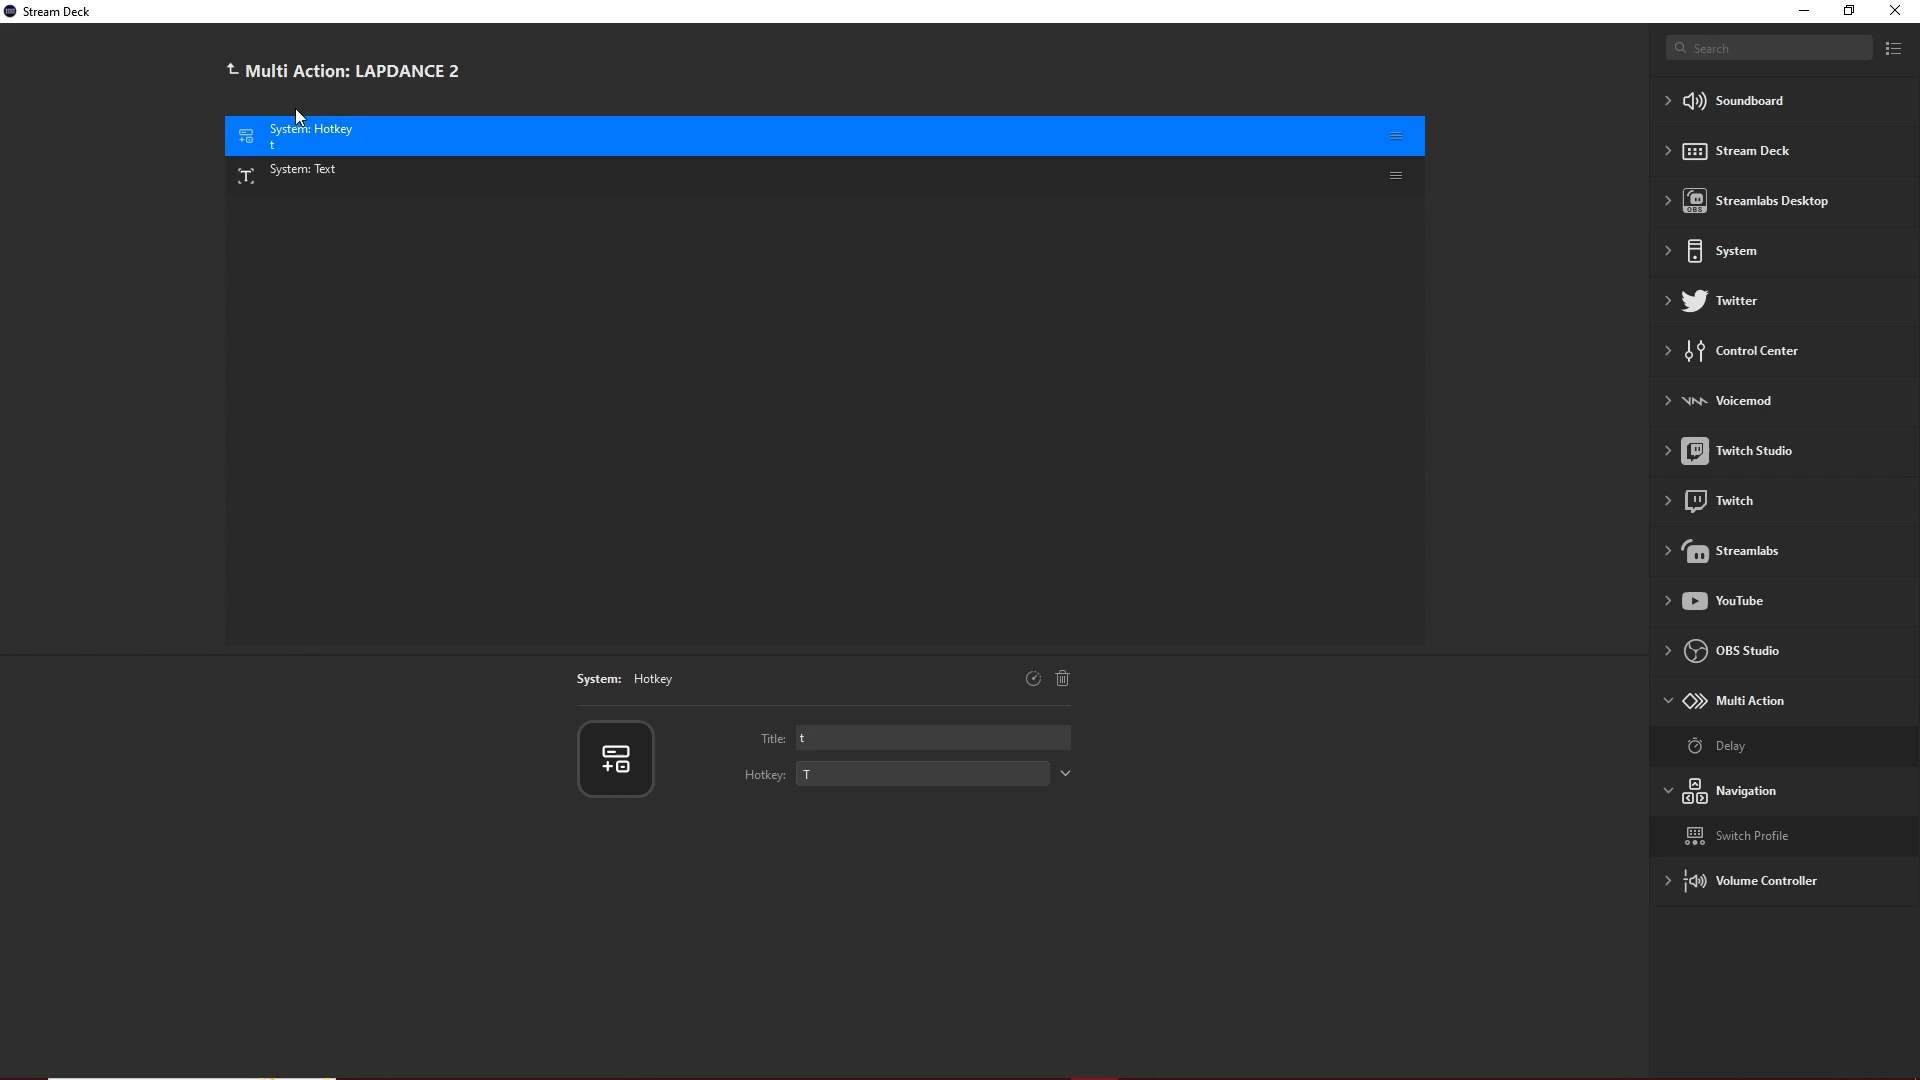 Stream Deck
Multi Action: LAPDANCE 2
System: Hotkey
t
System: Text
System: Hotkey
Title: t
Hotkey: T
Search
Soundboard
Stream Deck
Streamlabs Desktop
System
Twitter
Control Center
Voicemod
Twitch Studio
Twitch
Streamlabs
YouTube
OBS Studio
Multi Action
Delay
Navigation
Switch Profile
Volume Controller